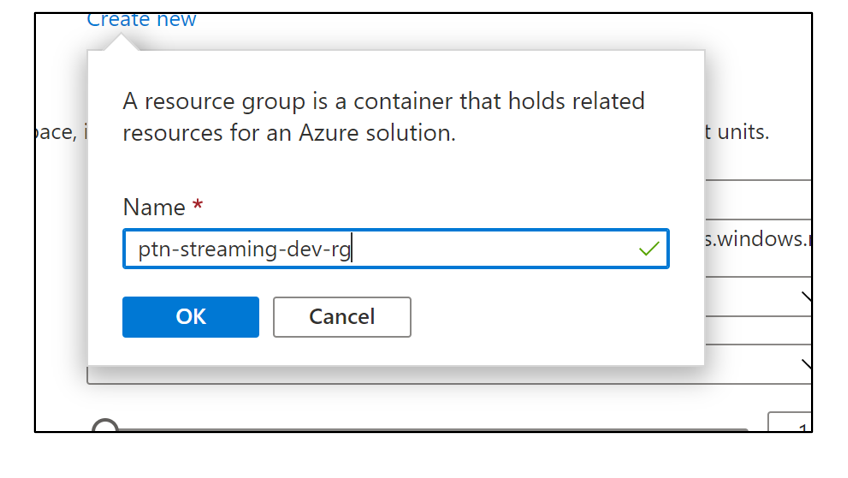 Create new
A resource group is a container that holds related
resources for an Azure solution.
t units.
Name *
ptn-streaming-dev-rg
s.windows.
OK
Cancel
1